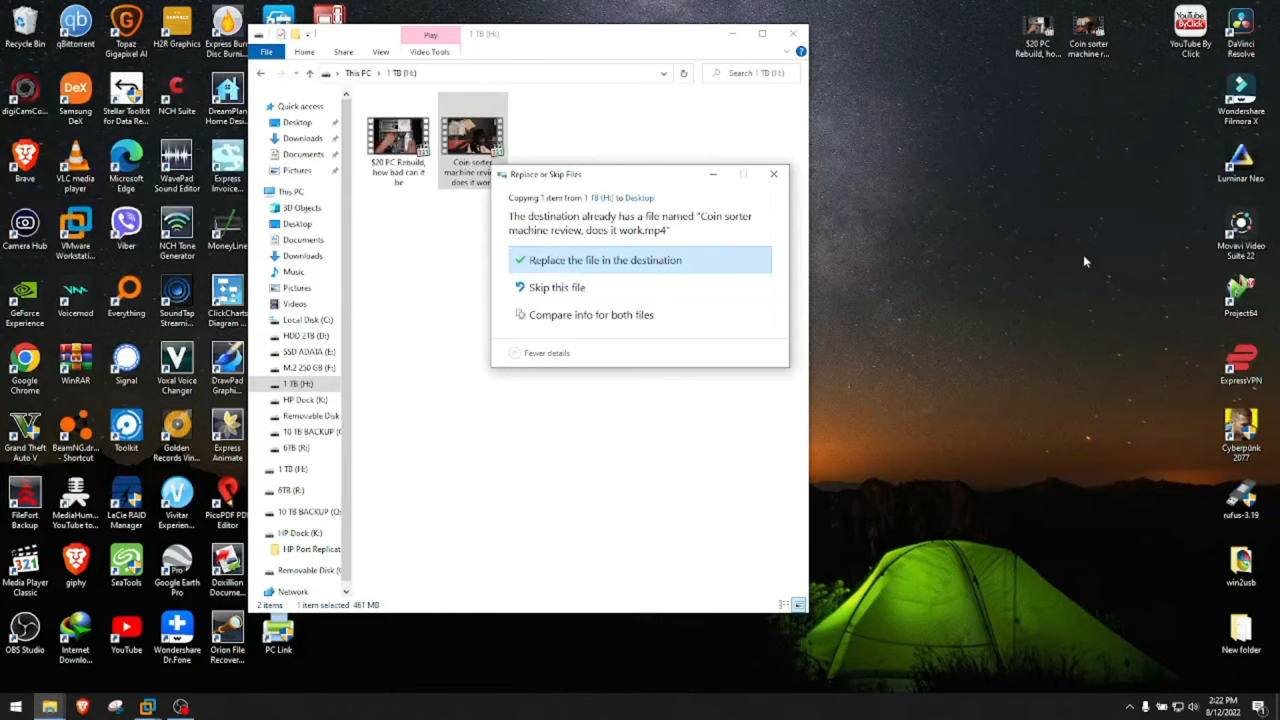 Recycle Bin
qBittorrent
Topaz
Gigapixel AI
H2R Graphics
Express Burn
Disc Burni...
digiCamCo...
Samsung
DeX
Stellar Toolkit
for Data Re...
NCH Suite
DreamPlan
Home Desi...
Brave
VLC media
player
Microsoft
Edge
WavePad
Sound Editor
Express
Invoice...
Camera Hub
VMware
Workstati...
Viber
NCH Tone
Generator
MoneyLine
GeForce
Experience
Voicemod
Everything
SoundTap
Streami...
ClickCharts
Diagram ...
Google
Chrome
WinRAR
Signal
Voxal Voice
Changer
DrawPad
Graphi...
Grand Theft
Auto V
BeamNG.dr...
- Shortcut
Toolkit
Golden
Records Vin...
Express
Animate
FileFort
Backup
MediaHum...
YouTube to...
LaCie RAID
Manager
Vivitar
Experien...
PicoPDF PDF
Editor
Media Player
Classic
giphy
SeaTools
Google Earth
Pro
Doxillion
Docume...
OBS Studio
Internet
Downlo...
YouTube
Wondershare
Dr.Fone
Orion File
Recover...
PC Link
Play
1 TB (H:)
File
Home
Share
View
Video Tools
This PC
1 TB (H:)
Search 1 TB (H:)
Quick access
Desktop
Downloads
Documents
Pictures
This PC
3D Objects
Desktop
Documents
Downloads
Music
Pictures
Videos
Local Disk (C:)
HDD 2TB (D:)
SSD ADATA (E:)
M.2 250 GB (F:)
1 TB (H:)
HP Dock (K:)
Removable Disk
10 TB BACKUP (
6TB (R:)
1 TB (H:)
6TB (R:)
10 TB BACKUP (Q:
HP Dock (K:)
HP Port Replicat
Removable Disk (
Network
$20 PC Rebuild,
how bad can it
be
Coin sorter
machine revi
does it wor
2 items
1 item selected 461 MB
Replace or Skip Files
Copying 1 item from 1 TB (H:) to Desktop
The destination already has a file named "Coin sorter
machine review, does it work.mp4"
Replace the file in the destination
Skip this file
Compare info for both files
Fewer details
$20 PC
Rebuild, ho...
Coin sorter
machine r...
YouTube By
Click
DaVinci
Resolve
Wondershare
Filmora X
Luminar Neo
Movavi Video
Suite 22
Project64
ExpressVPN
Cyberpunk
2077
rufus-3.19
win2usb
New folder
2:22 PM
8/12/2022